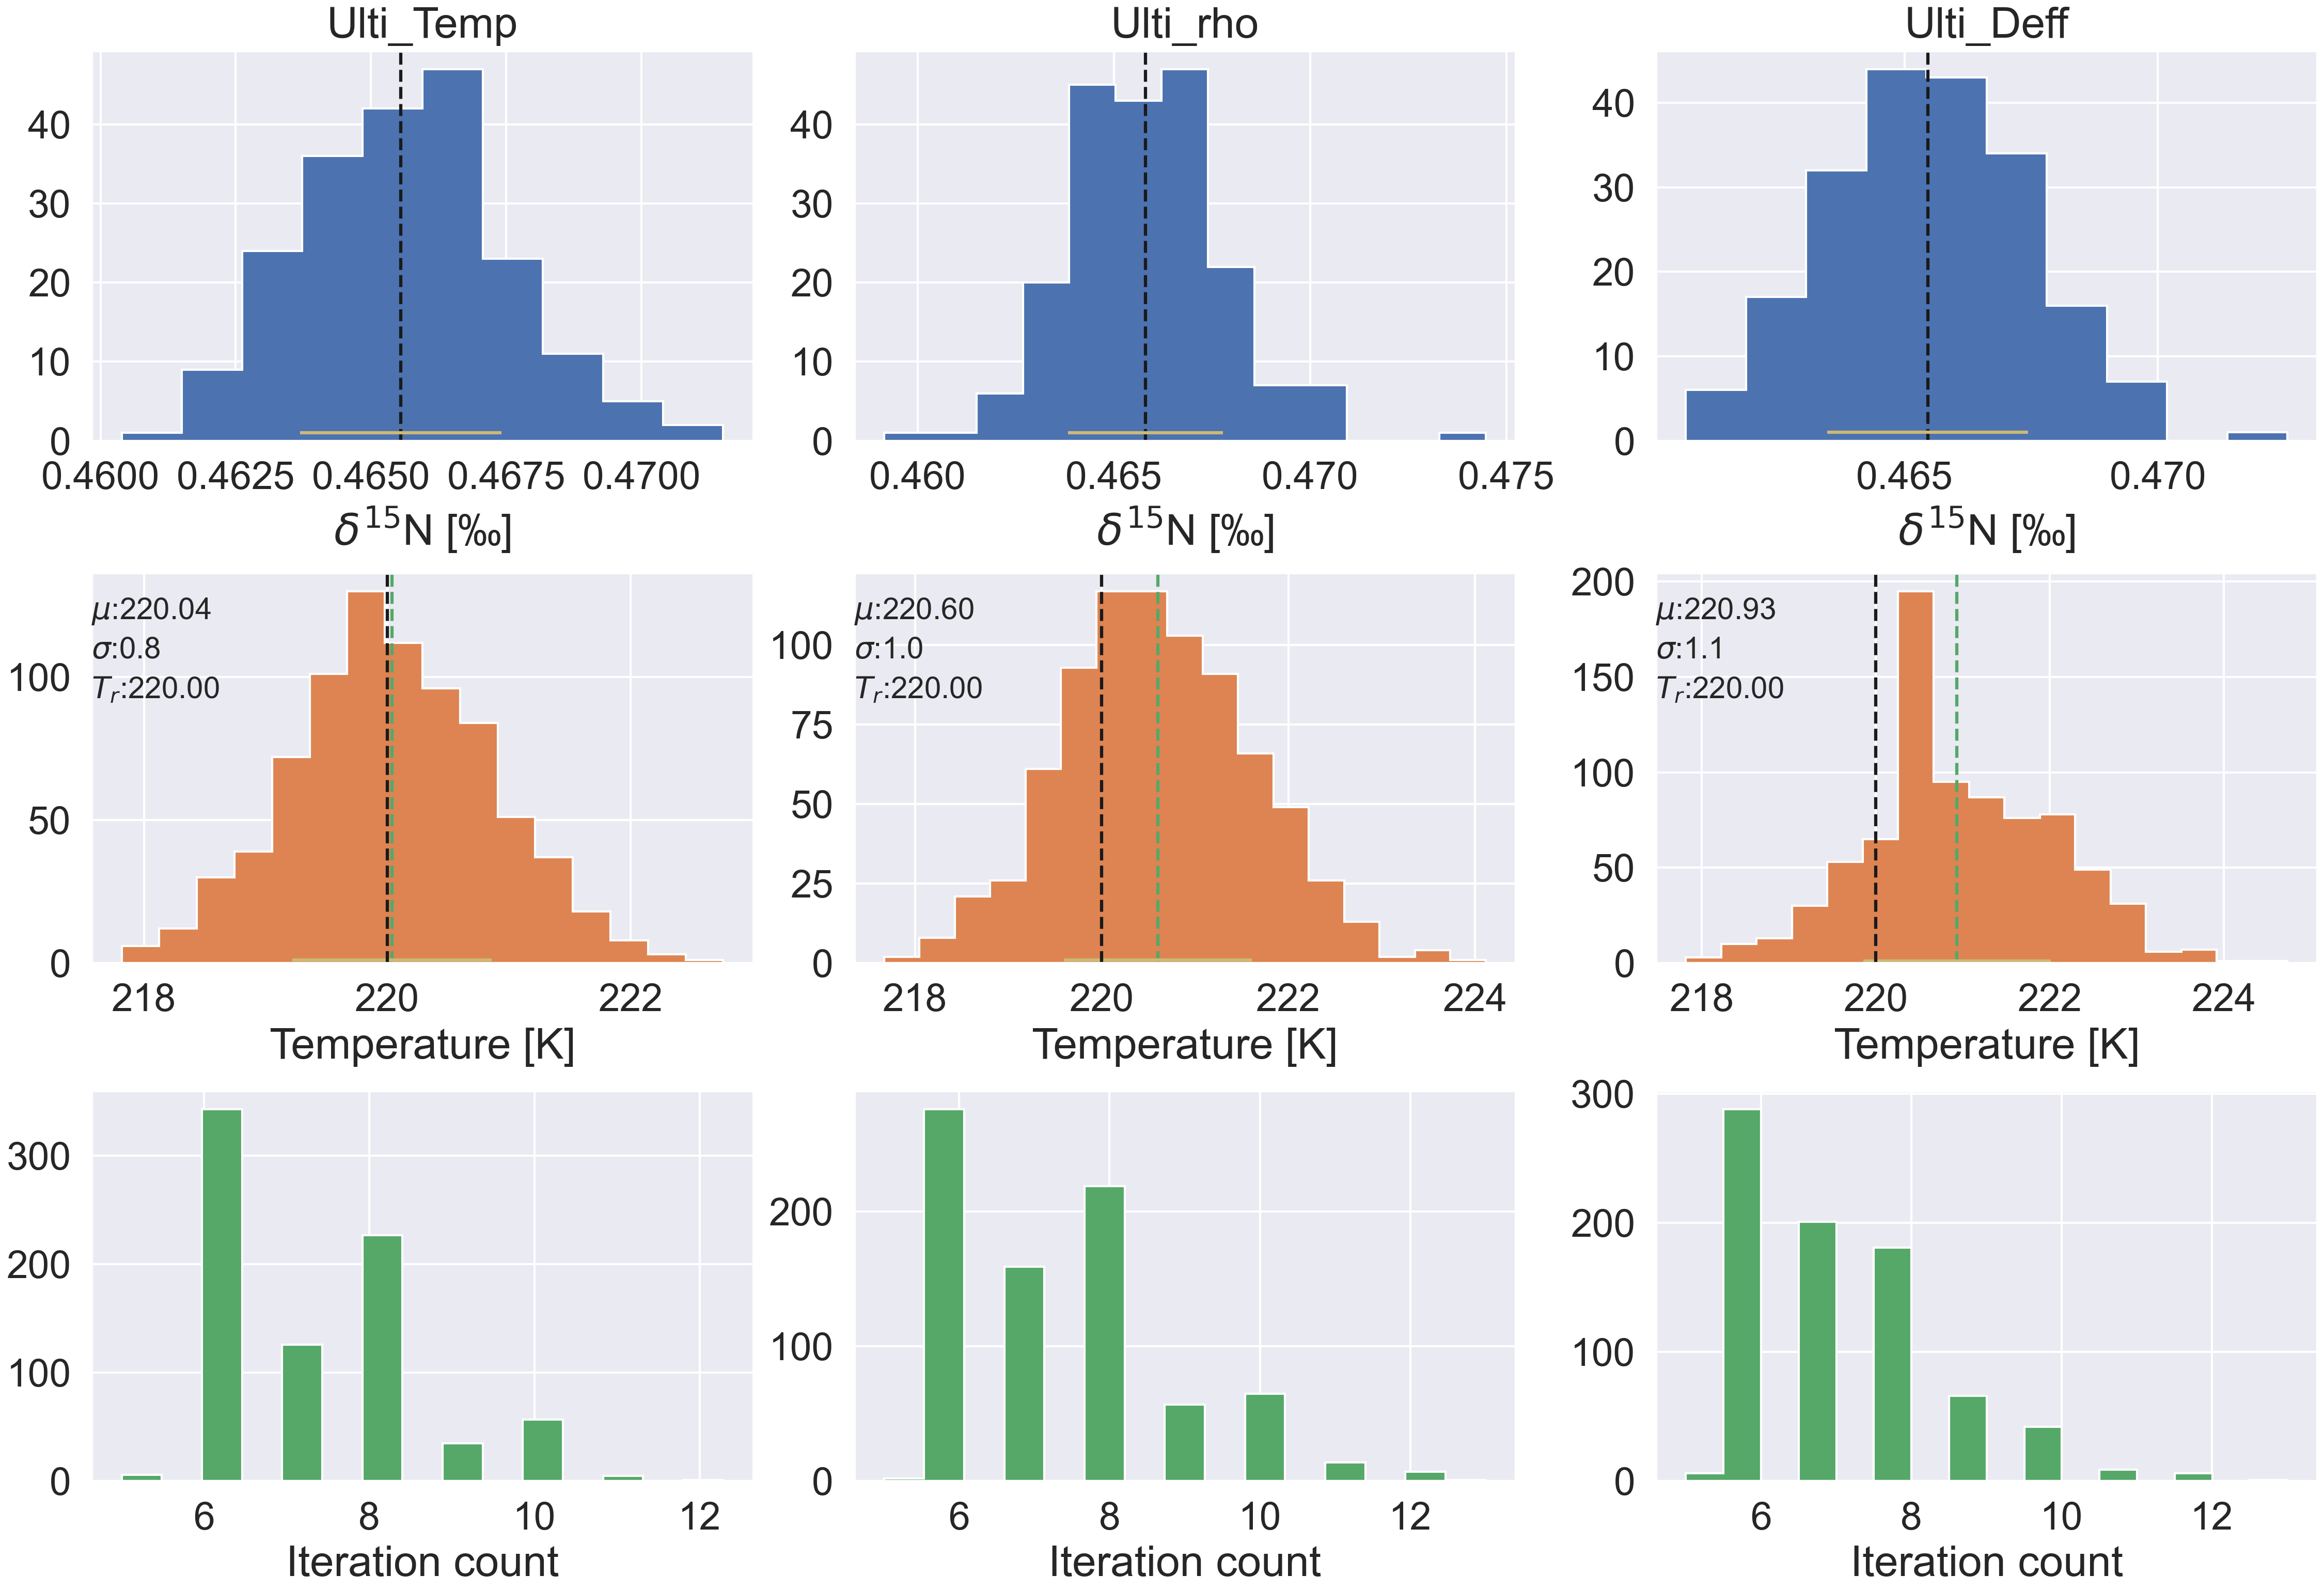 Ulti_Temp
Ulti_rho
Ulti_Deff
40
30
20
10
0
0.4600 0.4625 0.4650 0.4675 0.4700
δ¹⁵N [‰]
40
30
20
10
0
0.460 0.465 0.470 0.475
δ¹⁵N [‰]
40
30
20
10
0
0.465 0.470
δ¹⁵N [‰]
μ:220.04
σ:0.8
Tᵣ:220.00
100
50
0
218 220 222
Temperature [K]
μ:220.60
σ:1.0
Tᵣ:220.00
100
75
50
25
0
218 220 222 224
Temperature [K]
μ:220.93
σ:1.1
Tᵣ:220.00
200
150
100
50
0
218 220 222 224
Temperature [K]
300
200
100
0
6 8 10 12
Iteration count
200
100
0
6 8 10 12
Iteration count
300
200
100
0
6 8 10 12
Iteration count